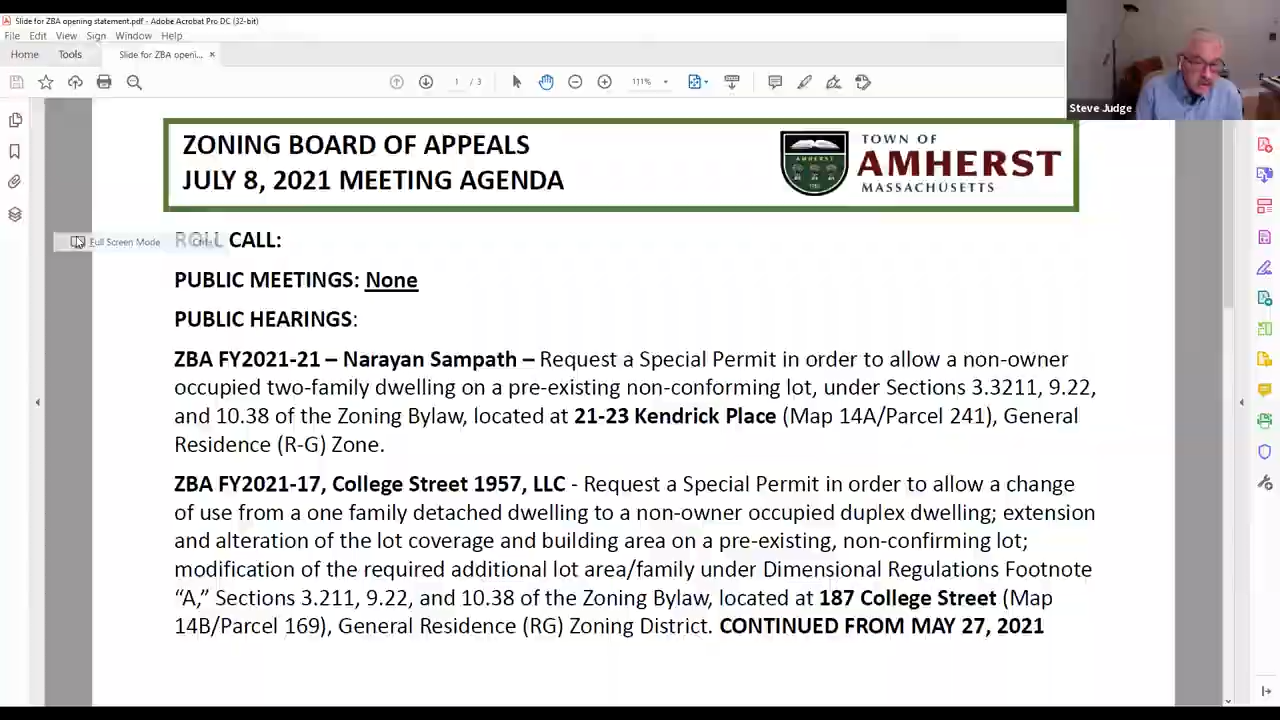 Slide for ZBA opening statement.pdf - Adobe Acrobat Pro DC (32-bit)
File Edit View Sign Window Help
Home Tools Slide for ZBA openi... ×
1 / 3 111%
Steve Judge
ZONING BOARD OF APPEALS
JULY 8, 2021 MEETING AGENDA
TOWN OF
AMHERST
MASSACHUSETTS
Full Screen Mode
ROLL CALL:
PUBLIC MEETINGS: None
PUBLIC HEARINGS:
ZBA FY2021-21 – Narayan Sampath – Request a Special Permit in order to allow a non-owner
occupied two-family dwelling on a pre-existing non-conforming lot, under Sections 3.3211, 9.22,
and 10.38 of the Zoning Bylaw, located at 21-23 Kendrick Place (Map 14A/Parcel 241), General
Residence (R-G) Zone.
ZBA FY2021-17, College Street 1957, LLC - Request a Special Permit in order to allow a change
of use from a one family detached dwelling to a non-owner occupied duplex dwelling; extension
and alteration of the lot coverage and building area on a pre-existing, non-confirming lot;
modification of the required additional lot area/family under Dimensional Regulations Footnote
“A,” Sections 3.211, 9.22, and 10.38 of the Zoning Bylaw, located at 187 College Street (Map
14B/Parcel 169), General Residence (RG) Zoning District. CONTINUED FROM MAY 27, 2021